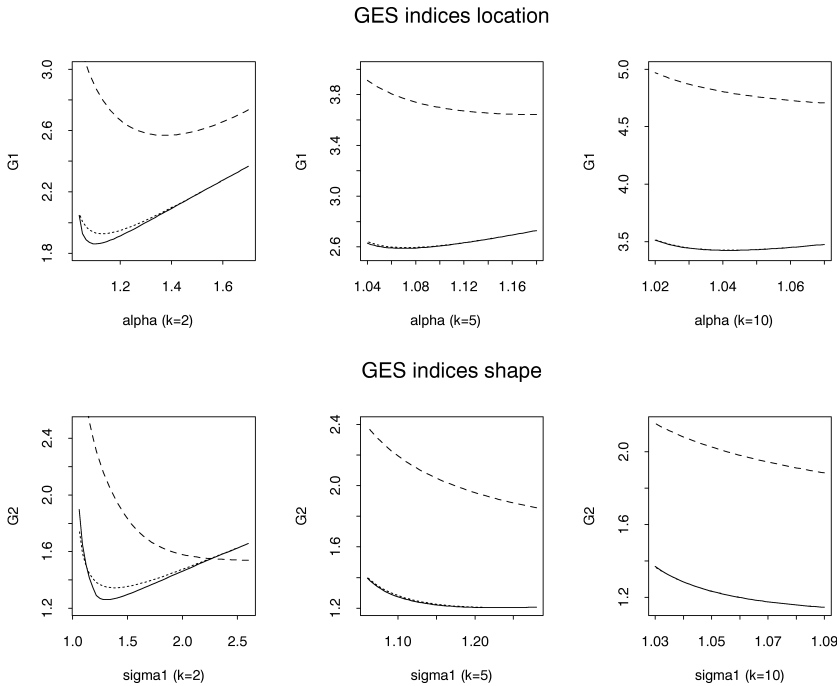 GES indices location
G1
3.0
2.6
2.2
1.8
1.2 1.4 1.6
alpha (k=2)
G1
3.8
3.4
3.0
2.6
1.04 1.08 1.12 1.16
alpha (k=5)
G1
5.0
4.5
4.0
3.5
1.02 1.04 1.06
alpha (k=10)
GES indices shape
G2
2.4
2.0
1.6
1.2
1.0 1.5 2.0 2.5
sigma1 (k=2)
G2
2.4
2.0
1.6
1.2
1.10 1.20
sigma1 (k=5)
G2
2.0
1.6
1.2
1.03 1.05 1.07 1.09
sigma1 (k=10)